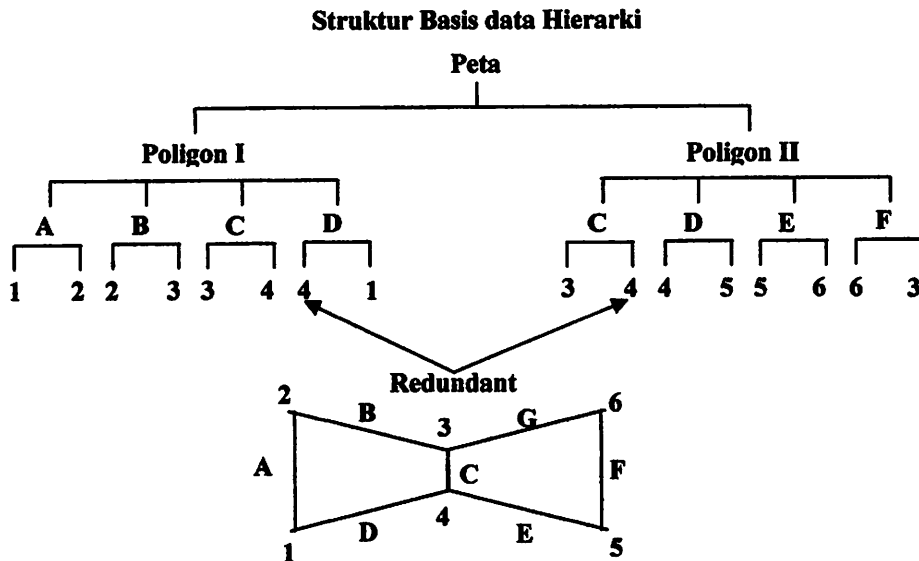 Struktur Basis data Hierarki
Peta
Poligon I Poligon II
A B C D C D E F
1 2 2 3 3 4 4 1 3 4 4 5 5 6 6 3
Redundant
2 B 3 G 6
A C F
1 D 4 E 5